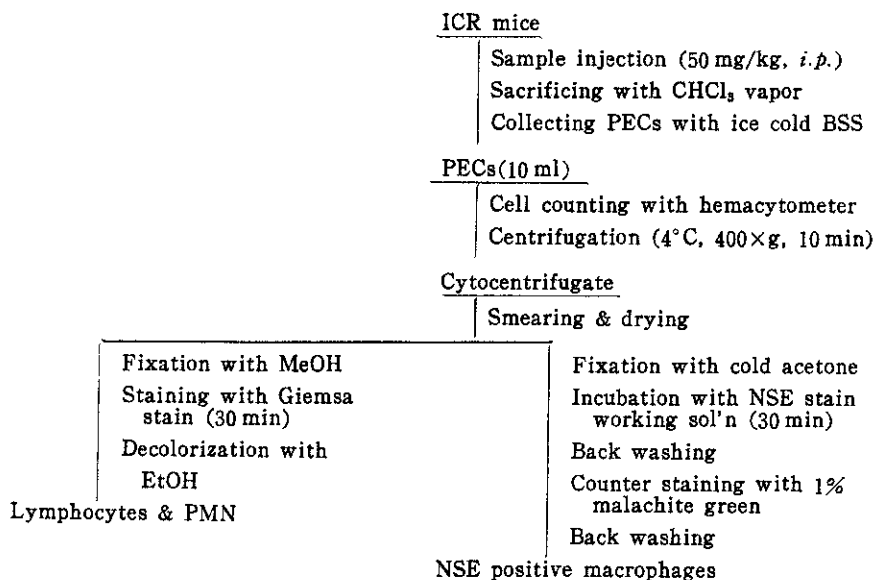 ICR mice
Sample injection (50 mg/kg, i.p.)
Sacrificing with CHCl₃ vapor
Collecting PECs with ice cold BSS
PECs(10 ml)
Cell counting with hemacytometer
Centrifugation (4°C, 400×g, 10 min)
Cytocentrifugate
Smearing & drying
Fixation with MeOH
Staining with Giemsa
stain (30 min)
Decolorization with
EtOH
Lymphocytes & PMN
Fixation with cold acetone
Incubation with NSE stain
working sol'n (30 min)
Back washing
Counter staining with 1%
malachite green
Back washing
NSE positive macrophages